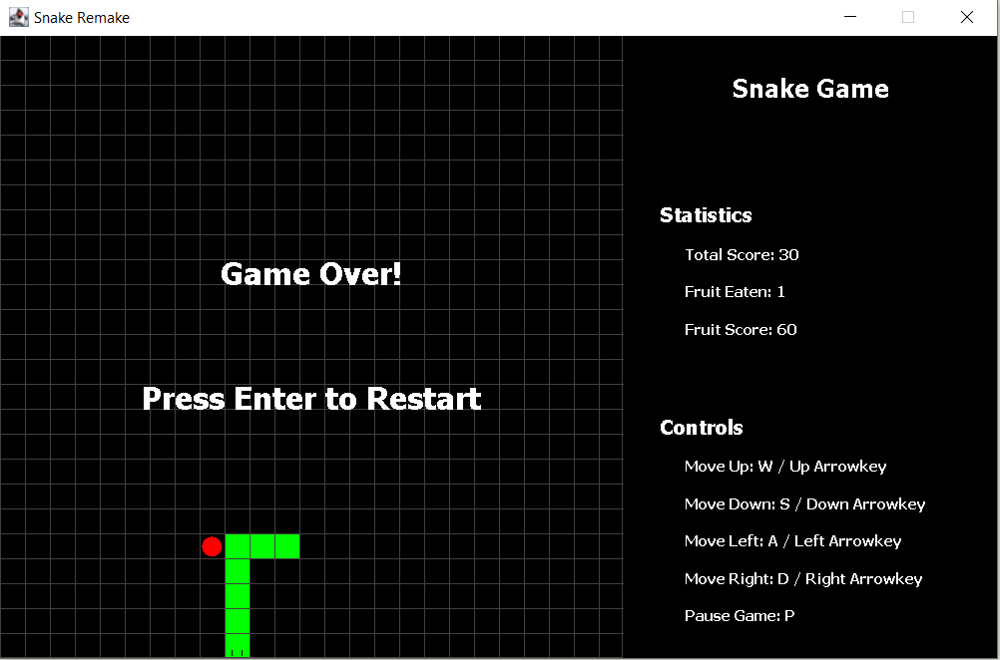 Snake Remake
Snake Game
Statistics
Total Score: 30
Fruit Eaten: 1
Fruit Score: 60
Game Over!
Press Enter to Restart
Controls
Move Up: W / Up Arrowkey
Move Down: S / Down Arrowkey
Move Left: A / Left Arrowkey
Move Right: D / Right Arrowkey
Pause Game: P